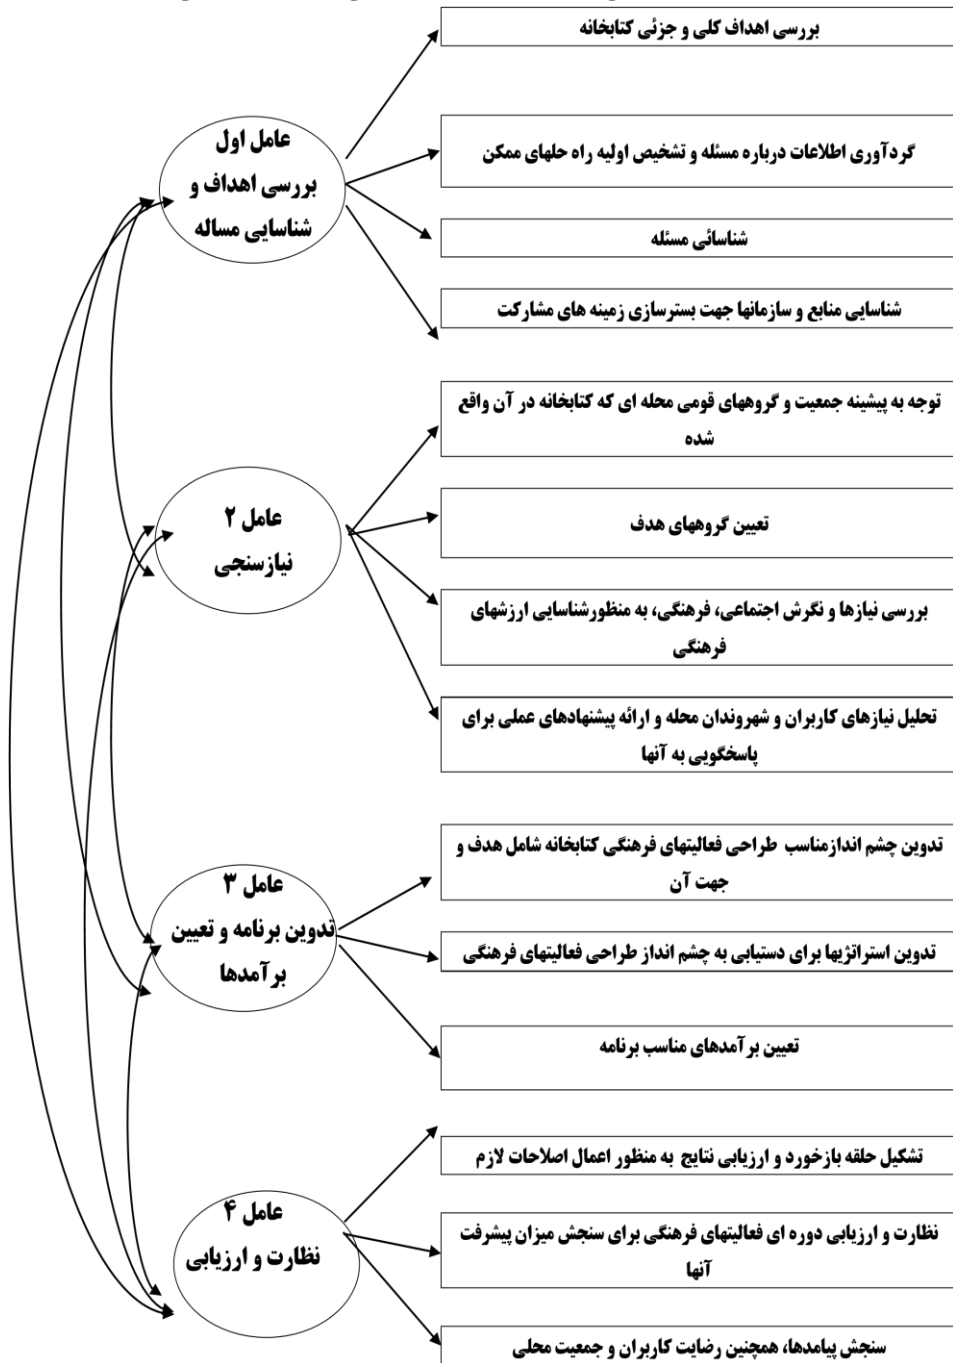 بررسی اهداف کلی و جزئی کتابخانه
عامل اول
بررسی اهداف و
شناسایی مساله
گردآوری اطلاعات درباره مسئله و تشخیص اولیه راه حلهای ممکن
شناسائی مسئله
شناسایی منابع و سازمانها جهت بسترسازی زمینه های مشارکت
عامل ۲
نیازسنجی
توجه به پیشینه جمعیت و گروههای قومی محله ای که کتابخانه در آن واقع
شده
تعیین گروههای هدف
بررسی نیازها و نگرش اجتماعی، فرهنگی، به منظورشناسایی ارزشهای
فرهنگی
تحلیل نیازهای کاربران و شهروندان محله و ارائه پیشنهادهای عملی برای
پاسخگویی به آنها
عامل ۳
تدوین برنامه و تعیین
برآمدها
تدوین چشم اندازمناسب طراحی فعالیتهای فرهنگی کتابخانه شامل هدف و
جهت آن
تدوین استراتژیها برای دستیابی به چشم انداز طراحی فعالیتهای فرهنگی
تعیین برآمدهای مناسب برنامه
عامل ۴
نظارت و ارزیابی
تشکیل حلقه بازخورد و ارزیابی نتایج به منظور اعمال اصلاحات لازم
نظارت و ارزیابی دوره ای فعالیتهای فرهنگی برای سنجش میزان پیشرفت
آنها
سنجش پیامدها، همچنین رضایت کاربران و جمعیت محلی